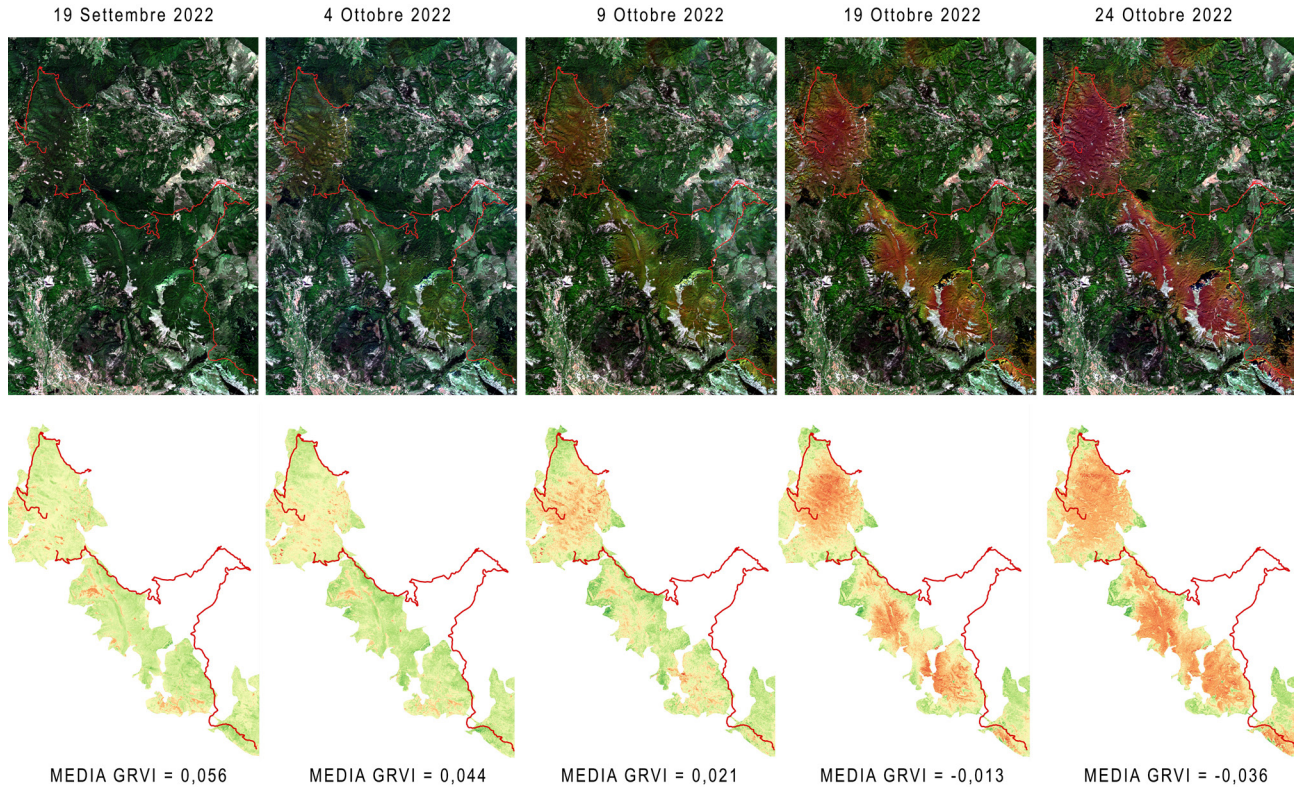 19 Settembre 2022
4 Ottobre 2022
9 Ottobre 2022
19 Ottobre 2022
24 Ottobre 2022
MEDIA GRVI = 0,056
MEDIA GRVI = 0,044
MEDIA GRVI = 0,021
MEDIA GRVI = -0,013
MEDIA GRVI = -0,036